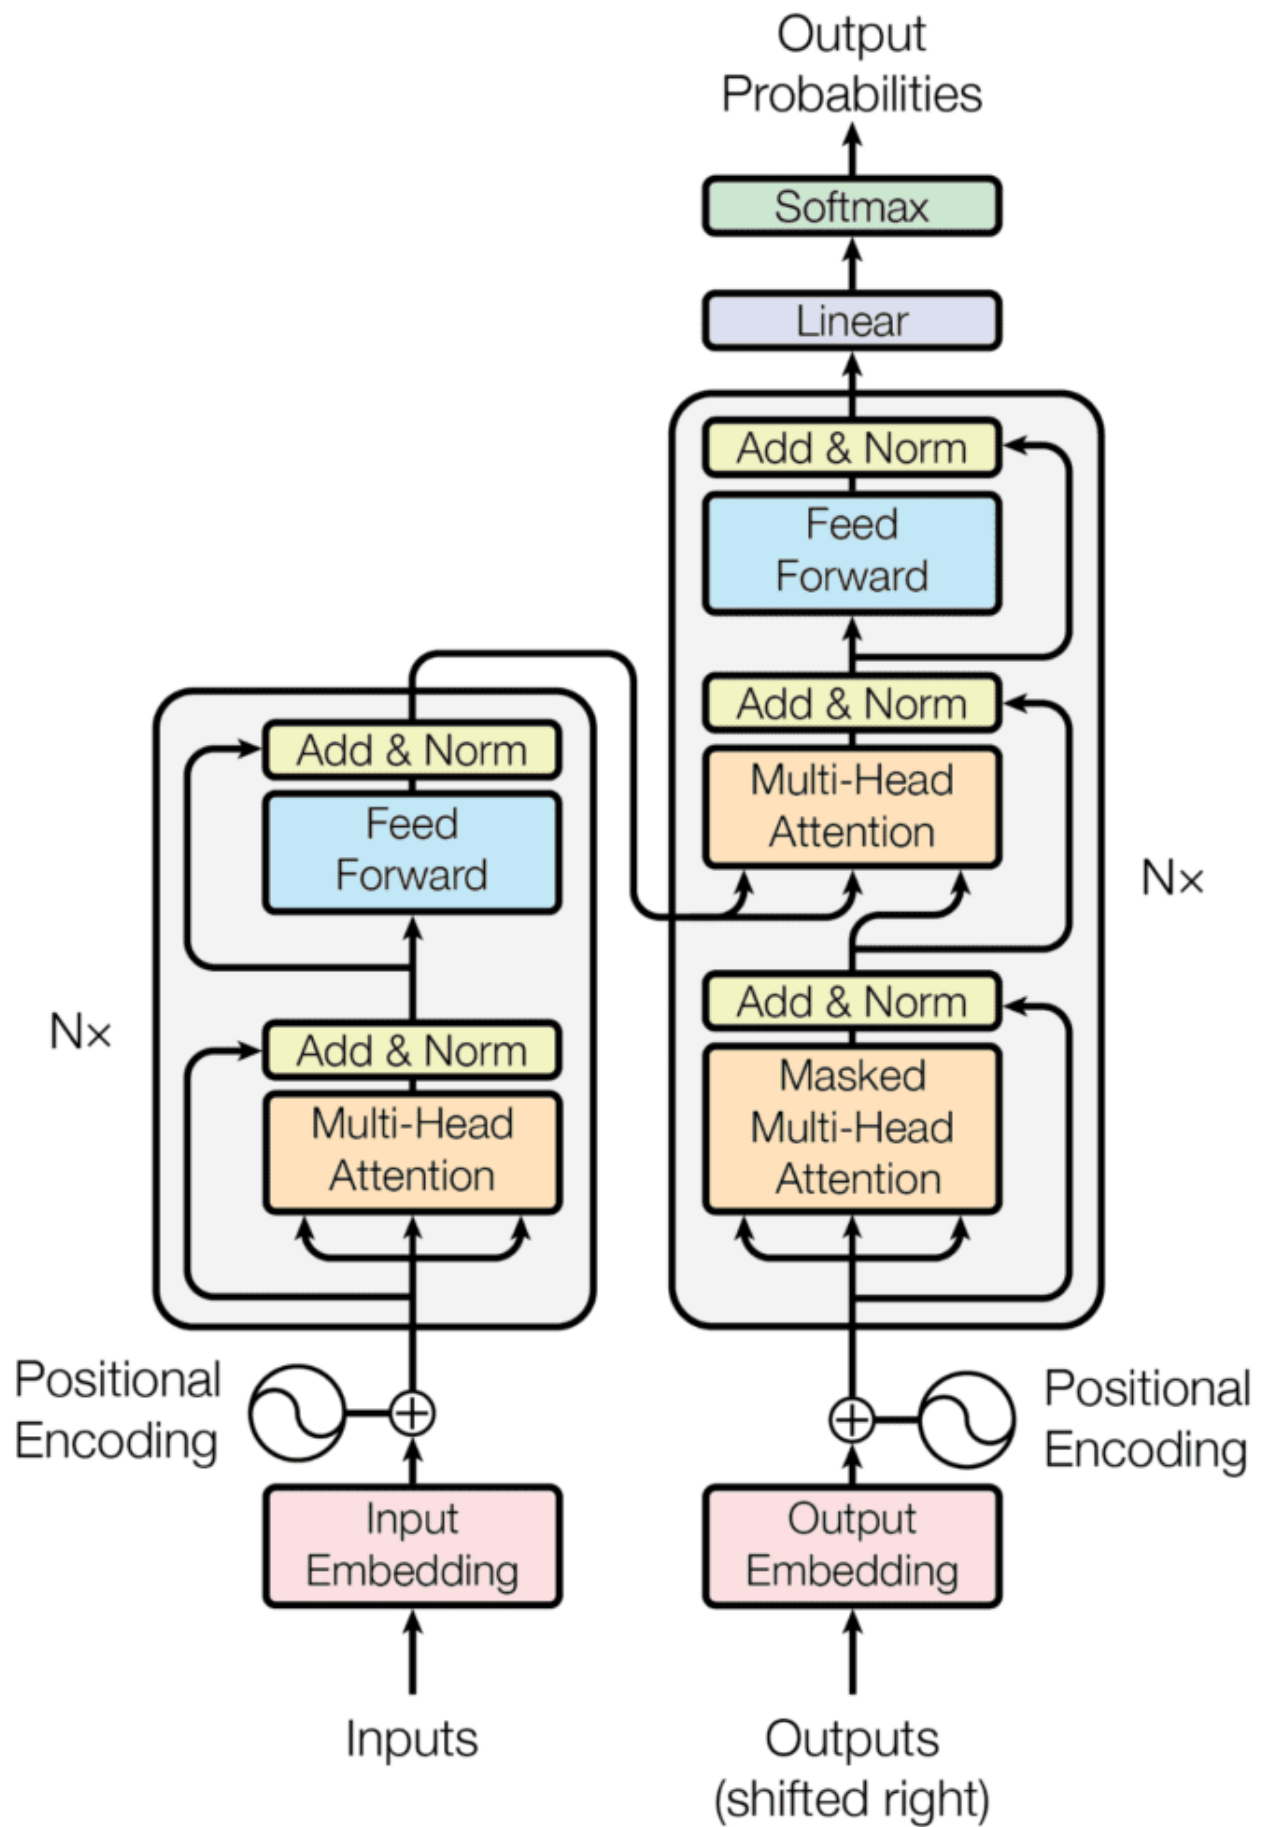 Output
Probabilities
Softmax
Linear
Add & Norm
Feed
Forward
Add & Norm
Multi-Head
Attention
N×
Add & Norm
Masked
Multi-Head
Attention
Add & Norm
Feed
Forward
N×
Add & Norm
Multi-Head
Attention
Positional
Encoding
Positional
Encoding
Input
Embedding
Output
Embedding
Inputs
Outputs
(shifted right)